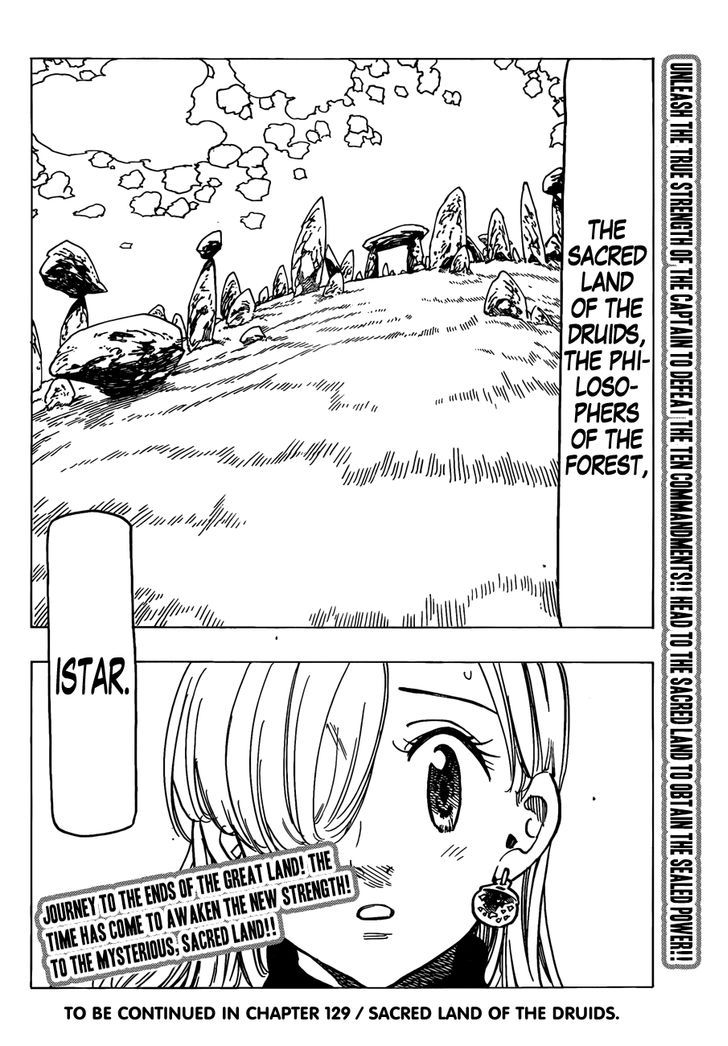 UNLEASH THE TRUE STRENGTH OF THE CAPTAIN TO DEFEAT THE TEN COMMANDMENTS!! HEAD TO THE SACRED LAND TO OBTAIN THE SEALED POWER!!
THE
SACRED
LAND
OF THE
DRUIDS,
THE PHI-
LOSO-
PHERS
OF THE
FOREST,
ISTAR.
JOURNEY TO THE ENDS OF THE GREAT LAND! THE
TIME HAS COME TO AWAKEN THE NEW STRENGTH!
TO THE MYSTERIOUS, SACRED LAND!!
TO BE CONTINUED IN CHAPTER 129 / SACRED LAND OF THE DRUIDS.